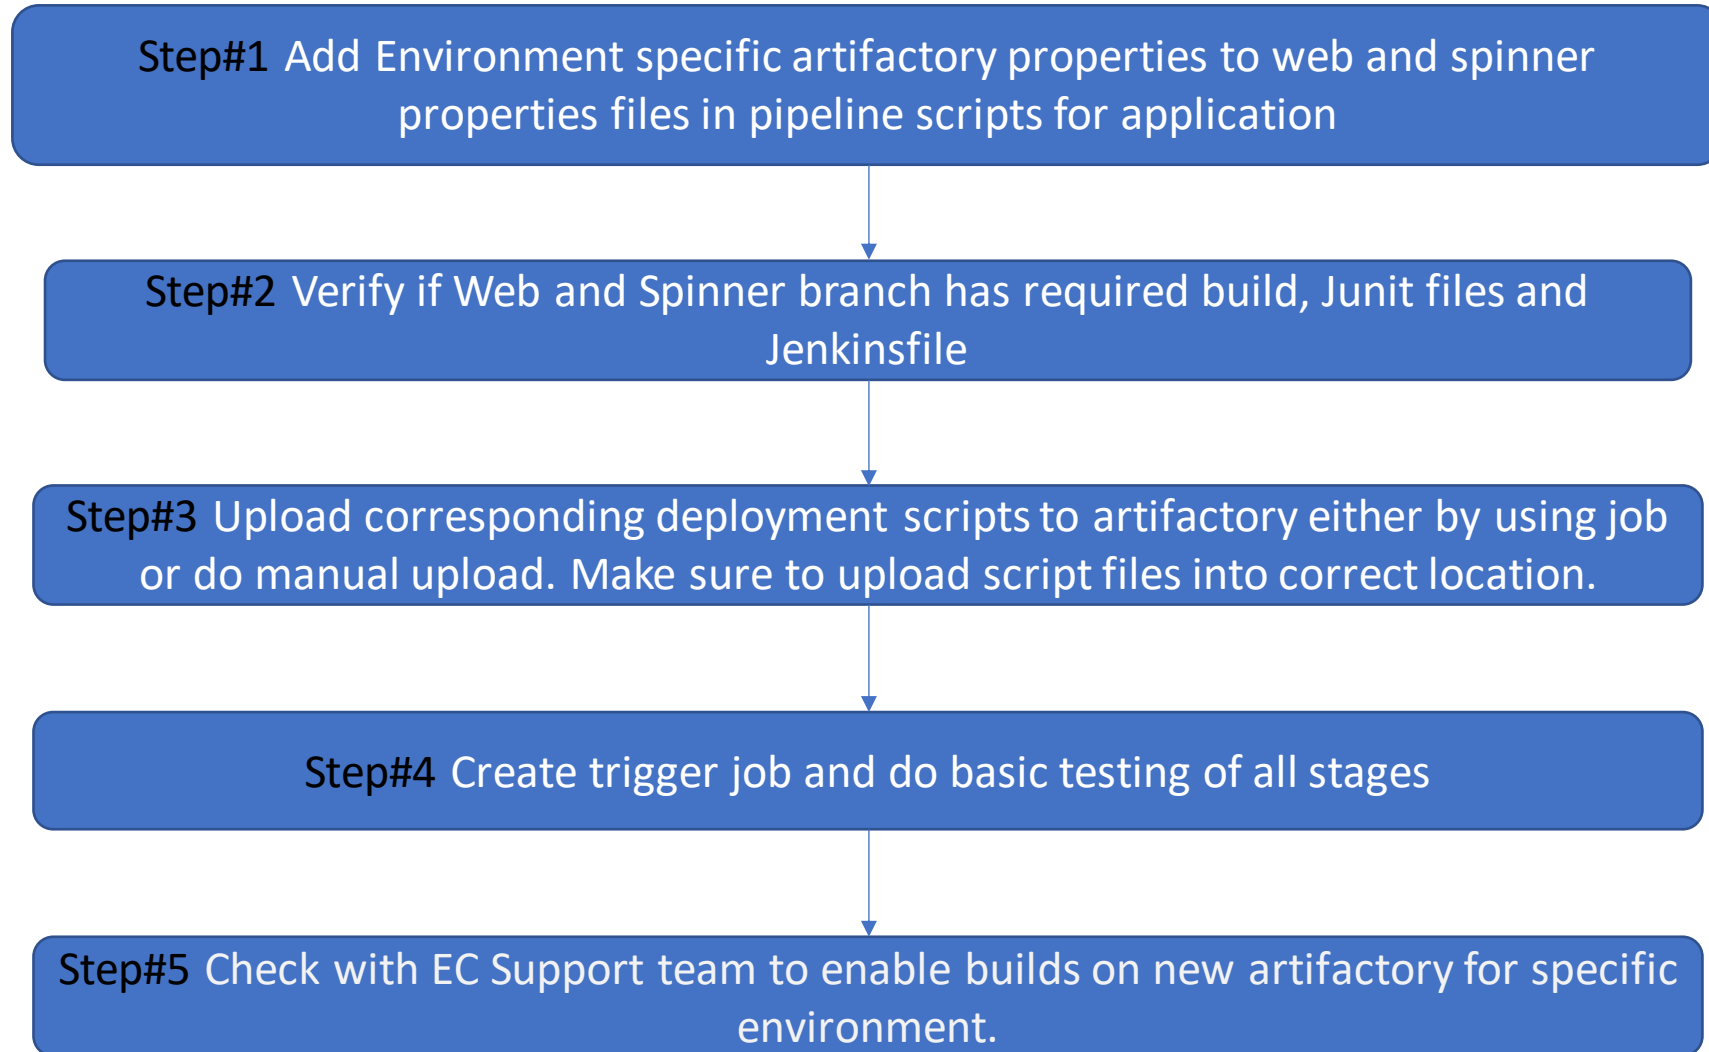 Step#1 Add Environment specific artifactory properties to web and spinner
properties files in pipeline scripts for application
Step#2 Verify if Web and Spinner branch has required build, Junit files and
Jenkinsfile
Step#3 Upload corresponding deployment scripts to artifactory either by using job
or do manual upload. Make sure to upload script files into correct location.
Step#4 Create trigger job and do basic testing of all stages
Step#5 Check with EC Support team to enable builds on new artifactory for specific
environment.